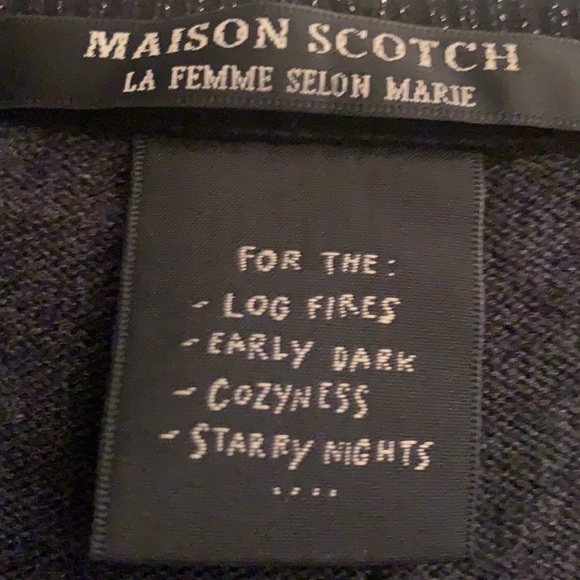 MAISON SCOTCH
LA FEMME SELON MARIE
FOR THE:
- LOG FIRES
- EARLY DARK
- COZYNESS
- STARRY NIGHTS
....